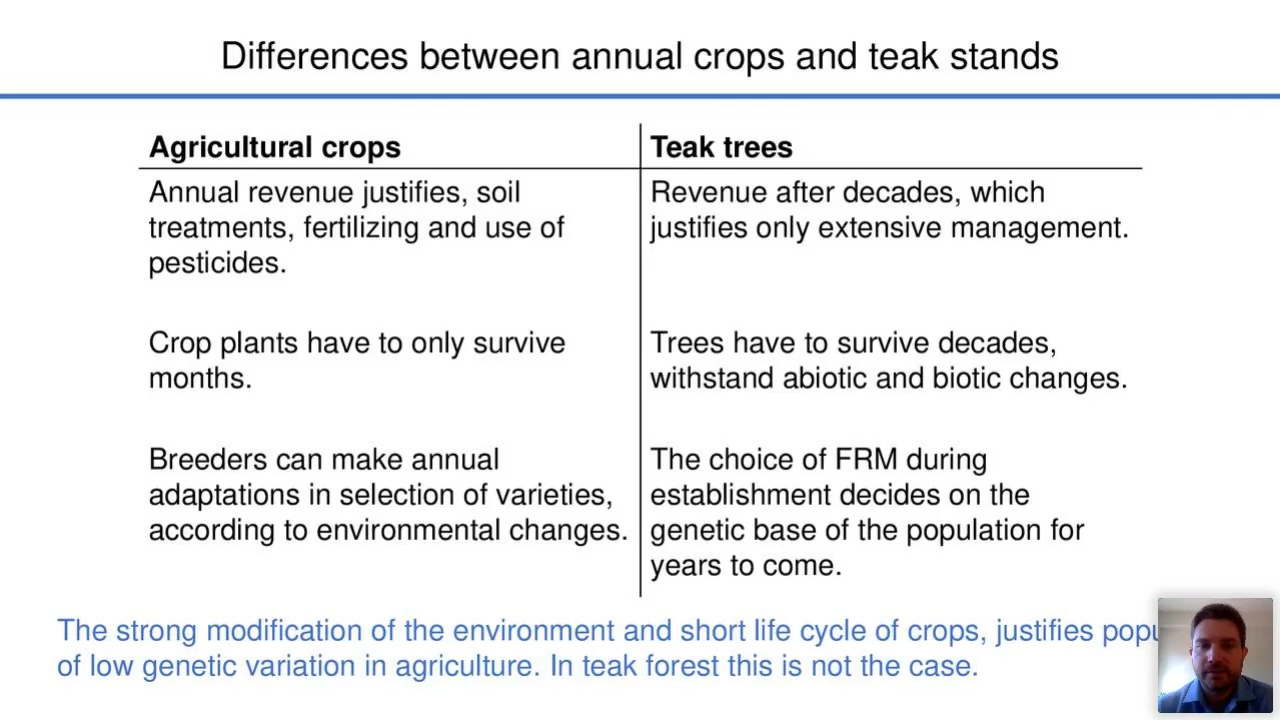 Differences between annual crops and teak stands
Agricultural crops
Teak trees
Annual revenue justifies, soil
treatments, fertilizing and use of
pesticides.
Revenue after decades, which
justifies only extensive management.
Crop plants have to only survive
months.
Trees have to survive decades,
withstand abiotic and biotic changes.
Breeders can make annual
adaptations in selection of varieties,
according to environmental changes.
The choice of FRM during
establishment decides on the
genetic base of the population for
years to come.
The strong modification of the environment and short life cycle of crops, justifies
of low genetic variation in agriculture. In teak forest this is not the case.